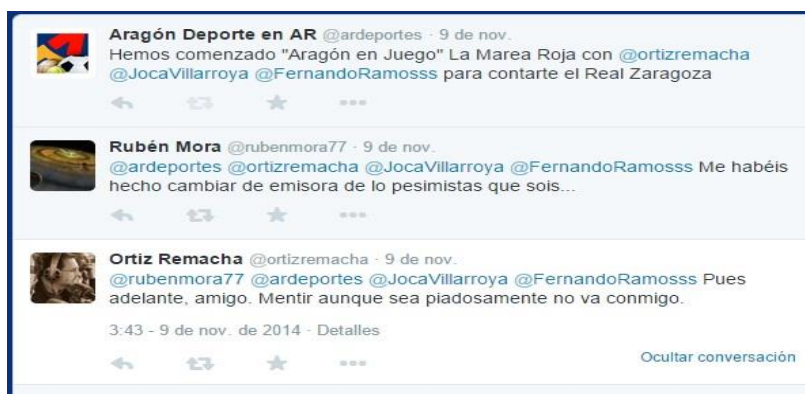 Aragón Deporte en AR @ardeportes · 9 de nov.
Hemos comenzado "Aragón en Juego" La Marea Roja con @ortizremacha
@JocaVillarroya @FernandoRamosss para contarte el Real Zaragoza
Rubén Mora @rubenmora77 · 9 de nov.
@ardeportes @ortizremacha @JocaVillarroya @FernandoRamosss Me habéis
hecho cambiar de emisora de lo pesimistas que sois...
Ortiz Remacha @ortizremacha · 9 de nov.
@rubenmora77 @ardeportes @JocaVillarroya @FernandoRamosss Pues
adelante, amigo. Mentir aunque sea piadosamente no va conmigo.
3:43 - 9 de nov. de 2014 · Detalles
Ocultar conversación